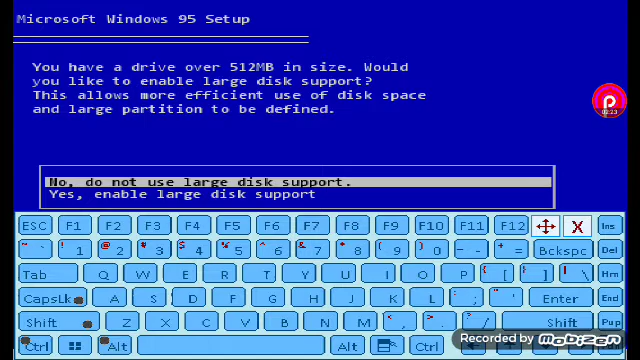 Microsoft Windows 95 Setup
You have a drive over 512MB in size. Would
you like to enable large disk support?
This allows more efficient use of disk space
and large partition to be defined.
02:23
No, do not use large disk support.
Yes, enable large disk support
ESC F1 F2 F3 F4 F5 F6 F7 F8 F9 F10 F11 F12 X Ins
~ ` ! 1 @ 2 # 3 $ 4 % 5 ^ 6 & 7 * 8 ( 9 ) 0 - + = Bckspc Del
Tab Q W E R T Y U I O P { [ } ] | \ Hm
CapsLk A S D F G H J K L : ; " ' Enter End
Shift Z X C V B N M < , > . Shift Pup
Ctrl Alt Alt
Recorded by Mobizen